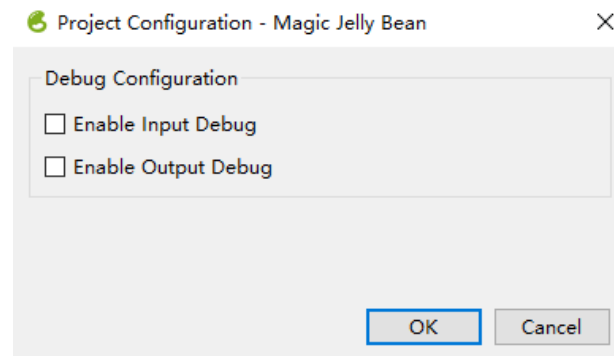 Project Configuration - Magic Jelly Bean
Debug Configuration
Enable Input Debug
Enable Output Debug
OK Cancel